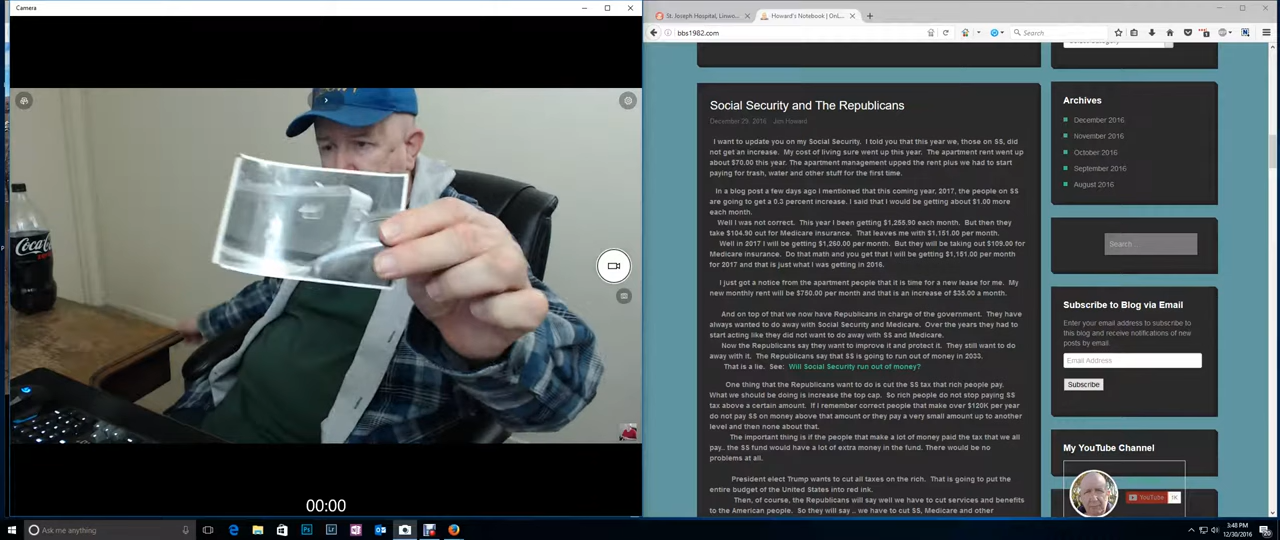 Camera
Coca-Cola
00:00
St. Joseph Hospital, Linwo...
Howard's Notebook | OnL...
bbs1982.com
Search
Social Security and The Republicans
December 29, 2016 Jim Howard
I want to update you on my Social Security. I told you that this year we, those on SS, did
not get an increase. My cost of living sure went up this year. The apartment rent went up
about $70.00 this year. The apartment management upped the rent plus we had to start
paying for trash, water and other stuff for the first time.
In a blog post a few days ago I mentioned that this coming year, 2017, the people on SS
are going to get a 0.3 percent increase. I said that I would be getting about $1.00 more
each month.
Well I was not correct. This year I been getting $1,255.90 each month. But then they
take $104.90 out for Medicare insurance. That leaves me with $1,151.00 per month.
Well in 2017 I will be getting $1,260.00 per month. But they will be taking out $109.00 for
Medicare insurance. Do that math and you get that I will be getting $1,151.00 per month
for 2017 and that is just what I was getting in 2016.
I just got a notice from the apartment people that it is time for a new lease for me. My
new monthly rent will be $750.00 per month and that is an increase of $35.00 a month.
And on top of that we now have Republicans in charge of the government. They have
always wanted to do away with Social Security and Medicare. Over the years they had to
start acting like they did not want to do away with SS and Medicare.
Now the Republicans say they want to improve it and protect it. They still want to do
away with it. The Republicans say that SS is going to run out of money in 2033.
That is a lie. See: Will Social Security run out of money?
One thing that the Republicans want to do is cut the SS tax that rich people pay.
What we should be doing is increase the top cap. So rich people do not stop paying SS
tax above a certain amount. If I remember correct people that make over $120K per year
do not pay SS on money above that amount or they pay a very small amount up to another
level and then none about that.
The important thing is if the people that make a lot of money paid the tax that we all
pay.. the SS fund would have a lot of extra money in the fund. There would be no
problems at all.
President elect Trump wants to cut all taxes on the rich. That is going to put the
entire budget of the United States into red ink.
Then, of course, the Republicans will say well we have to cut services and benefits
to the American people. So they will say .. we have to cut SS, Medicare and other
Archives
December 2016
November 2016
October 2016
September 2016
August 2016
Search
Subscribe to Blog via Email
Enter your email address to subscribe to
this blog and receive notifications of new
posts by email.
Email Address
Subscribe
My YouTube Channel
YouTube
1K
Ask me anything
3:48 PM
12/30/2016